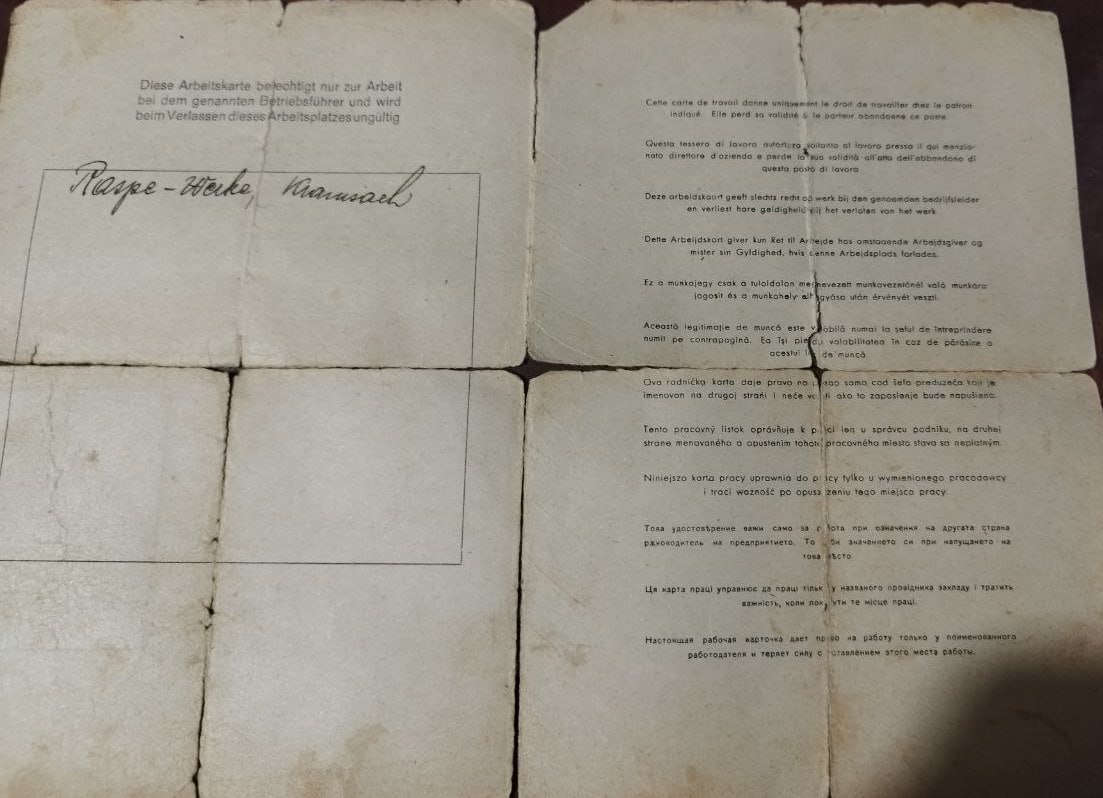 Diese Arbeitskarte berechtigt nur zur Arbeit
bei dem genannten Betriebsführer und wird
beim Verlassen dieses Arbeitsplatzes ungültig
Raspe-Werke, Kramsach
Cette carte de travail donne uniquement le droit de travailler chez le patron
indiqué. Elle perd sa validité si le porteur abandonne ce poste.
Questa tessera di lavoro autorizza soltanto al lavoro presso il qui menzio-
nato direttore d'azienda e perde la sua validità all'atto dell'abbandono di
questo posto di lavoro
Deze arbeidskaart geeft slechts recht op werk bij den genoemden bedrijfsleider
en verliest hare geldigheid bij het verlaten van het werk.
Dette Arbejdskort giver kun Ret til Arbejde hos omstaaende Arbejdsgiver og
mister sin Gyldighed, hvis denne Arbejdsplads forlades.
Ez a munkajegy csak a tuloldalon megnevezett munkavezetőnél való munkára
jogosít és a munkahely elhagyása után érvényét veszti.
Această legitimație de muncă este valabilă numai la șeful de întreprindere
numit pe contrapagină. Ea își pierde valabilitatea în caz de părăsire a
acestui loc de muncă.
Ova radnička karta daje pravo na posao samo kod šefa preduzeća koji je
imenovan na drugoj strani i neće važiti ako to zaposlenje bude napušteno.
Tento pracovný lístok oprávňuje k práci len u správcu podniku, na druhej
strane menovaného a opustením tohoto pracovného miesta stava sa neplatným.
Niniejsza karta pracy uprawnia do pracy tylko u wymienionego pracodawcy
i traci ważność po opuszczeniu tego miejsca pracy.
Това удостовѣрение важи само за работа при означения на другата страна
рѫководитель на предприятието. То губи значението си при напущането на
това мѣсто
Ця карта праці управнює до праці тільки у названого провідника закладу і тратить
важність, коли покинути те місце праці.
Настоящая рабочая карточка дает право на работу только у поименованного
работодателя и теряет силу с оставлением этого места работы.